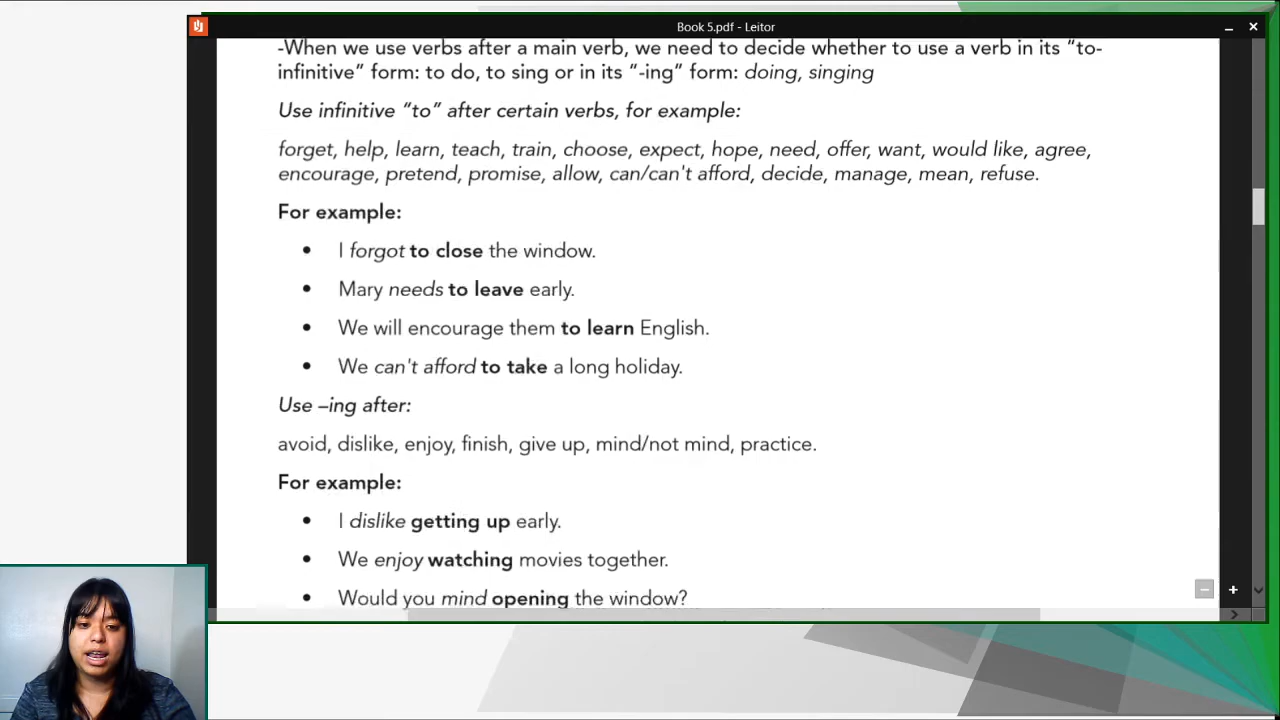 Book 5.pdf - Leitor
-When we use verbs after a main verb, we need to decide whether to use a verb in its “to-
infinitive” form: to do, to sing or in its “-ing” form: doing, singing
Use infinitive “to” after certain verbs, for example:
forget, help, learn, teach, train, choose, expect, hope, need, offer, want, would like, agree,
encourage, pretend, promise, allow, can/can't afford, decide, manage, mean, refuse.
For example:
• I forgot to close the window.
• Mary needs to leave early.
• We will encourage them to learn English.
• We can't afford to take a long holiday.
Use –ing after:
avoid, dislike, enjoy, finish, give up, mind/not mind, practice.
For example:
• I dislike getting up early.
• We enjoy watching movies together.
• Would you mind opening the window?